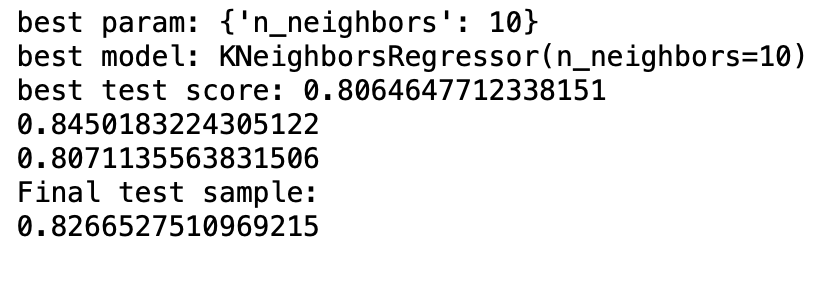 best param: {'n_neighbors': 10}
best model: KNeighborsRegressor(n_neighbors=10)
best test score: 0.8064647712338151
0.8450183224305122
0.8071135563831506
Final test sample:
0.8266527510969215